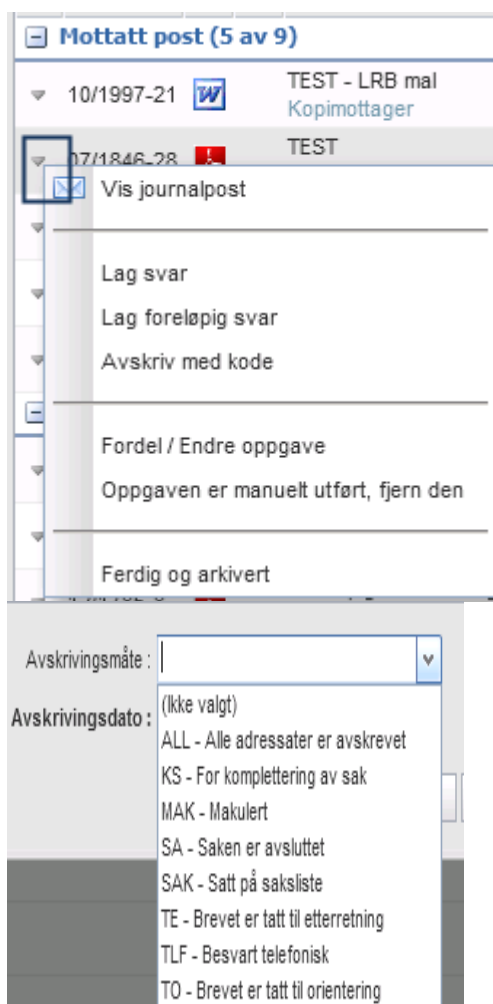 Mottatt post (5 av 9)
10/1997-21 TEST - LRB mal
Kopimottager
07/1846-28 TEST
Vis journalpost
Lag svar
Lag foreløpig svar
Avskriv med kode
Fordel / Endre oppgave
Oppgaven er manuelt utført, fjern den
Ferdig og arkivert
Avskrivingsmåte :
Avskrivingsdato :
(Ikke valgt)
ALL - Alle adressater er avskrevet
KS - For komplettering av sak
MAK - Makulert
SA - Saken er avsluttet
SAK - Satt på saksliste
TE - Brevet er tatt til etterretning
TLF - Besvart telefonisk
TO - Brevet er tatt til orientering